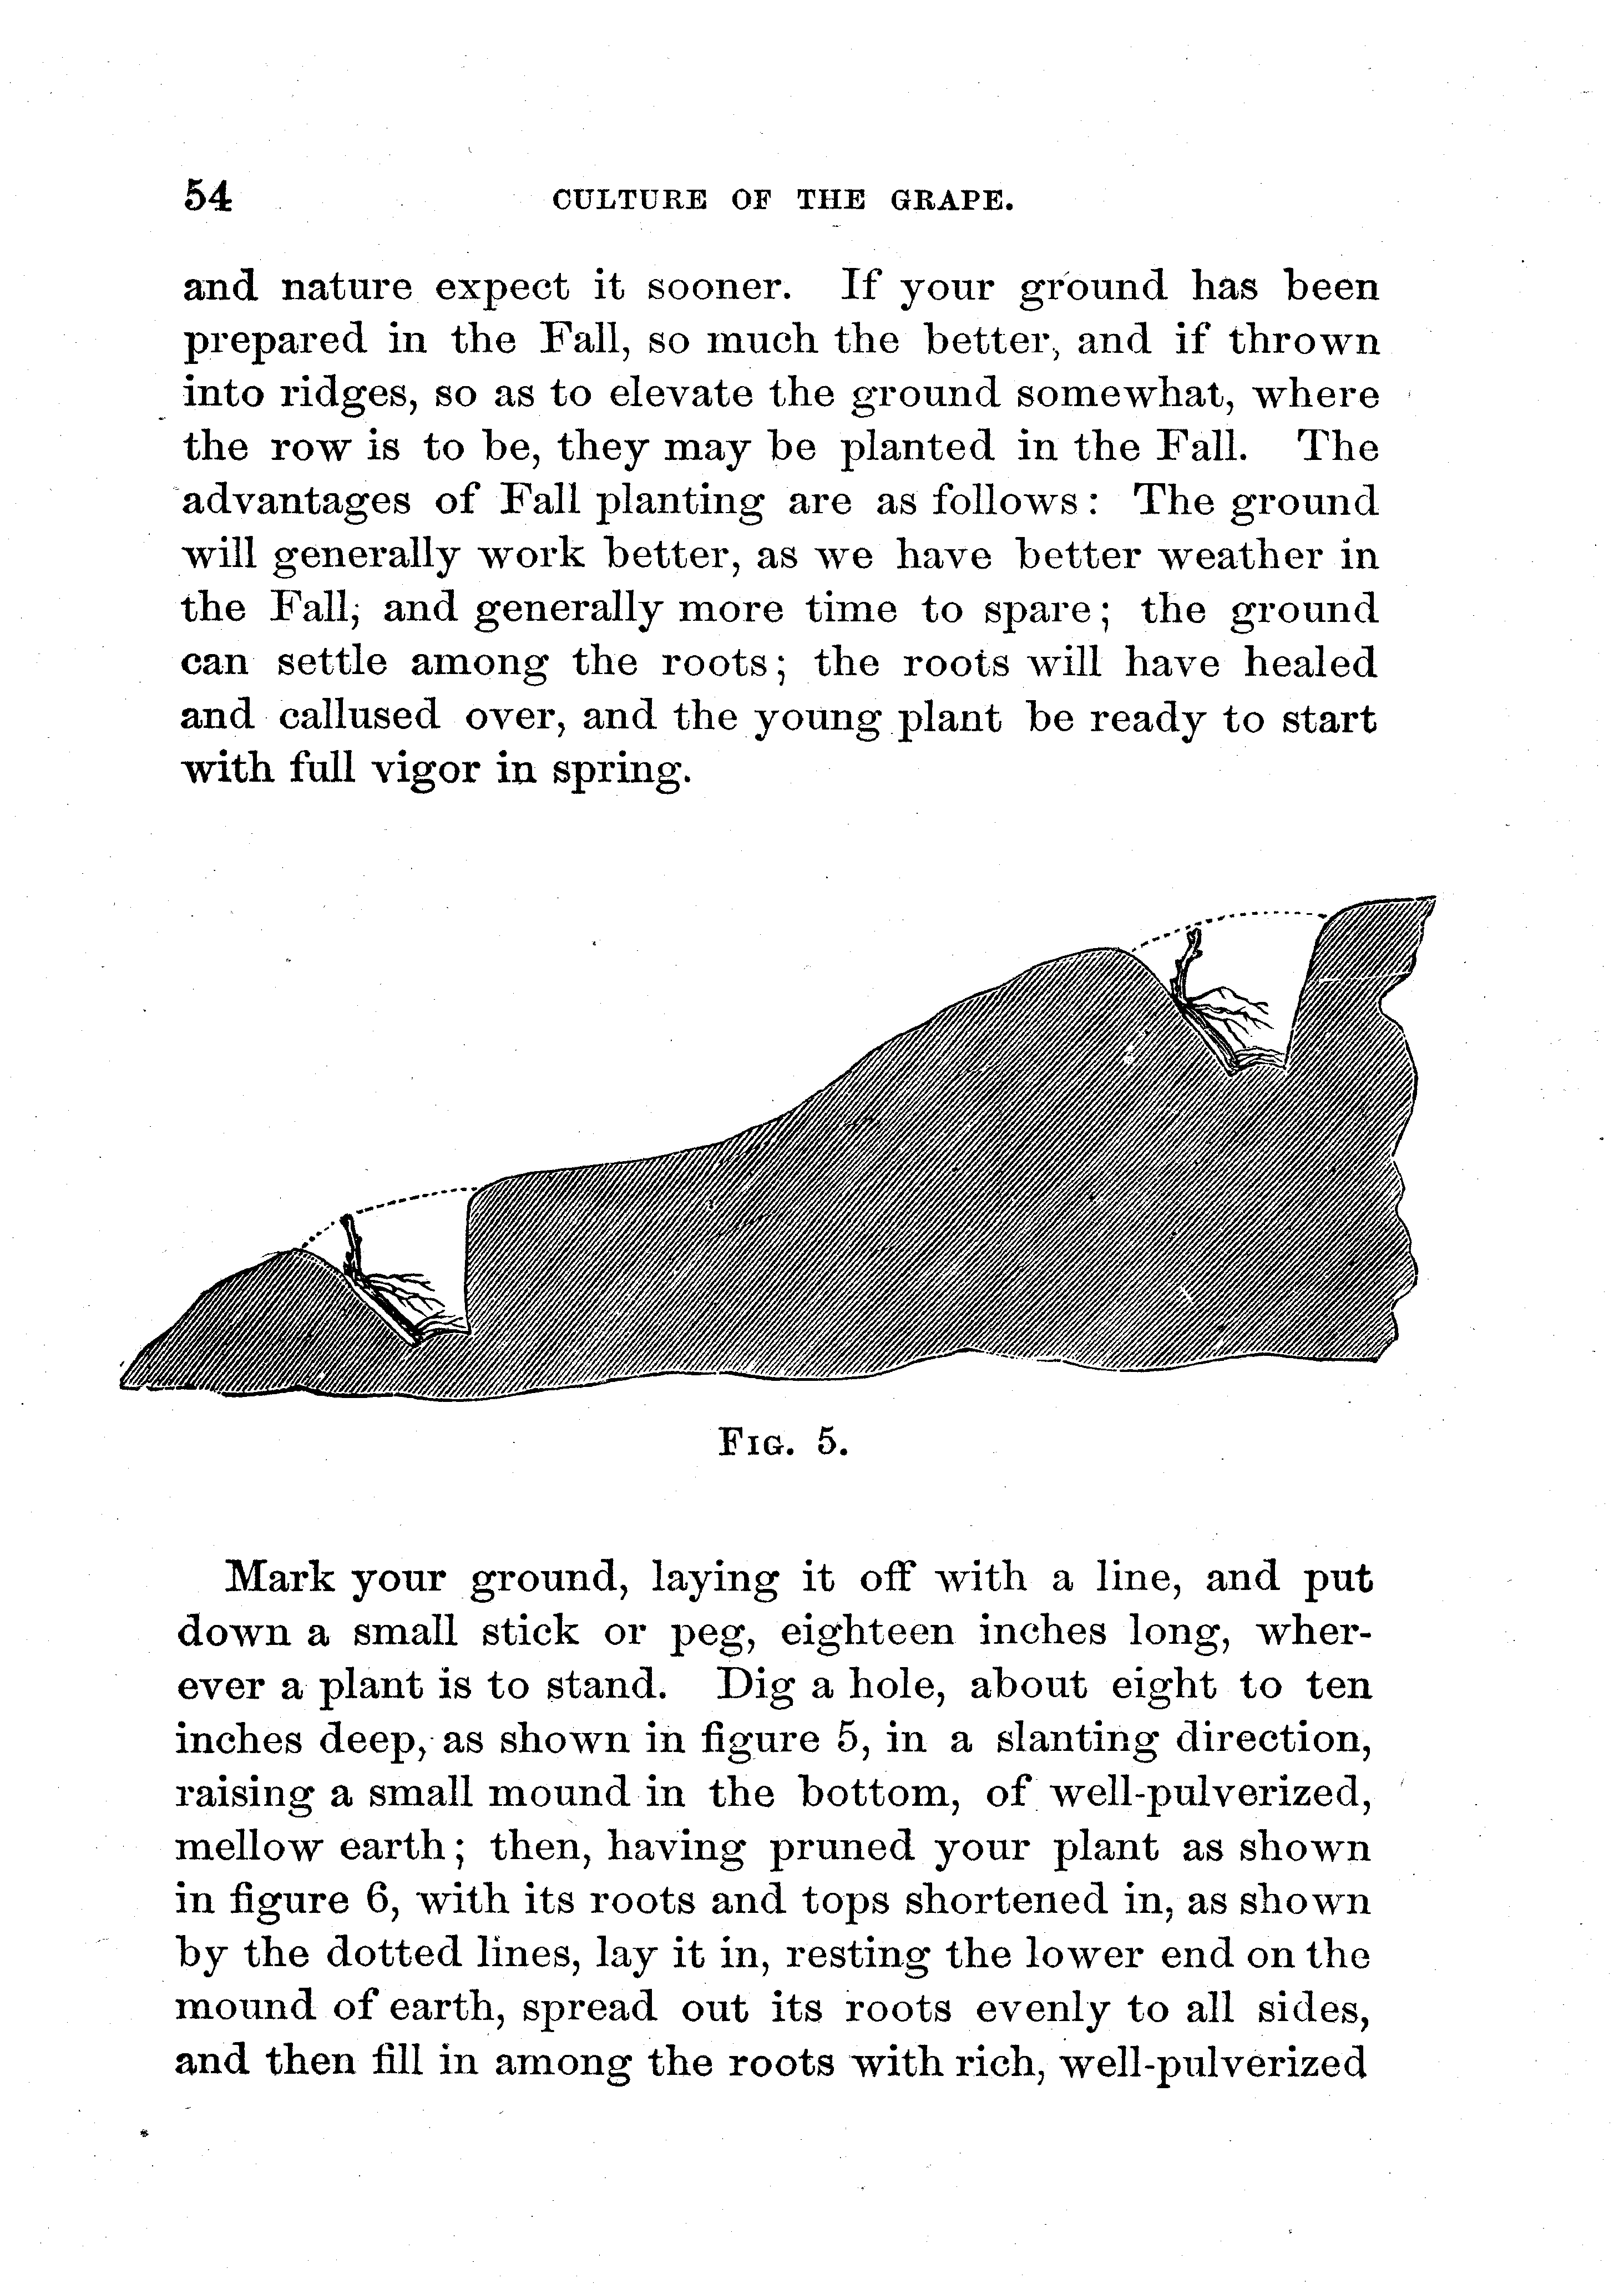 54 CULTURE OF THE GRAPE.
and nature expect it sooner. If your ground has been
prepared in the Fall, so much the better, and if thrown
into ridges, so as to elevate the ground somewhat, where
the row is to be, they may be planted in the Fall. The
advantages of Fall planting are as follows: The ground
will generally work better, as we have better weather in
the Fall; and generally more time to spare; the ground
can settle among the roots; the roots will have healed
and callused over, and the young plant be ready to start
with full vigor in spring.
FIG. 5.
Mark your ground, laying it off with a line, and put
down a small stick or peg, eighteen inches long, wher-
ever a plant is to stand. Dig a hole, about eight to ten
inches deep, as shown in figure 5, in a slanting direction,
raising a small mound in the bottom, of well-pulverized,
mellow earth; then, having pruned your plant as shown
in figure 6, with its roots and tops shortened in, as shown
by the dotted lines, lay it in, resting the lower end on the
mound of earth, spread out its roots evenly to all sides,
and then fill in among the roots with rich, well-pulverized